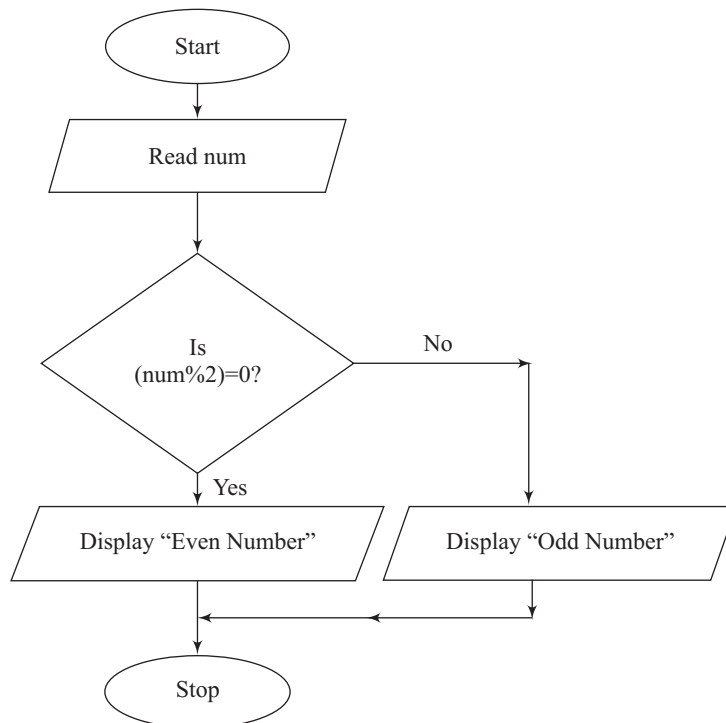 Start
Read num
Is
(num%2)=0?
No
Yes
Display “Even Number”
Display “Odd Number”
Stop